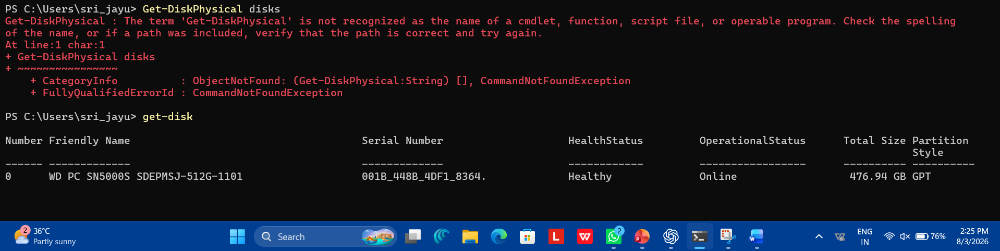 PS C:\Users\sri_jayu> Get-DiskPhysical disks
Get-DiskPhysical : The term 'Get-DiskPhysical' is not recognized as the name of a cmdlet, function, script file, or operable program. Check the spelling
of the name, or if a path was included, verify that the path is correct and try again.
At line:1 char:1
+ Get-DiskPhysical disks
+ ~~~~~~~~~~~~~~~~
    + CategoryInfo          : ObjectNotFound: (Get-DiskPhysical:String) [], CommandNotFoundException
    + FullyQualifiedErrorId : CommandNotFoundException
PS C:\Users\sri_jayu> get-disk
Number Friendly Name Serial Number HealthStatus OperationalStatus Total Size Partition
Style
------ ------------- ------------- ------------ ----------------- ---------- ----------
0 WD PC SN5000S SDEPMSJ-512G-1101 001B_448B_4DF1_8364. Healthy Online 476.94 GB GPT
2
36°C
Partly sunny
Search
L
W
2
P
W
ENG
IN
76%
2:25 PM
8/3/2026